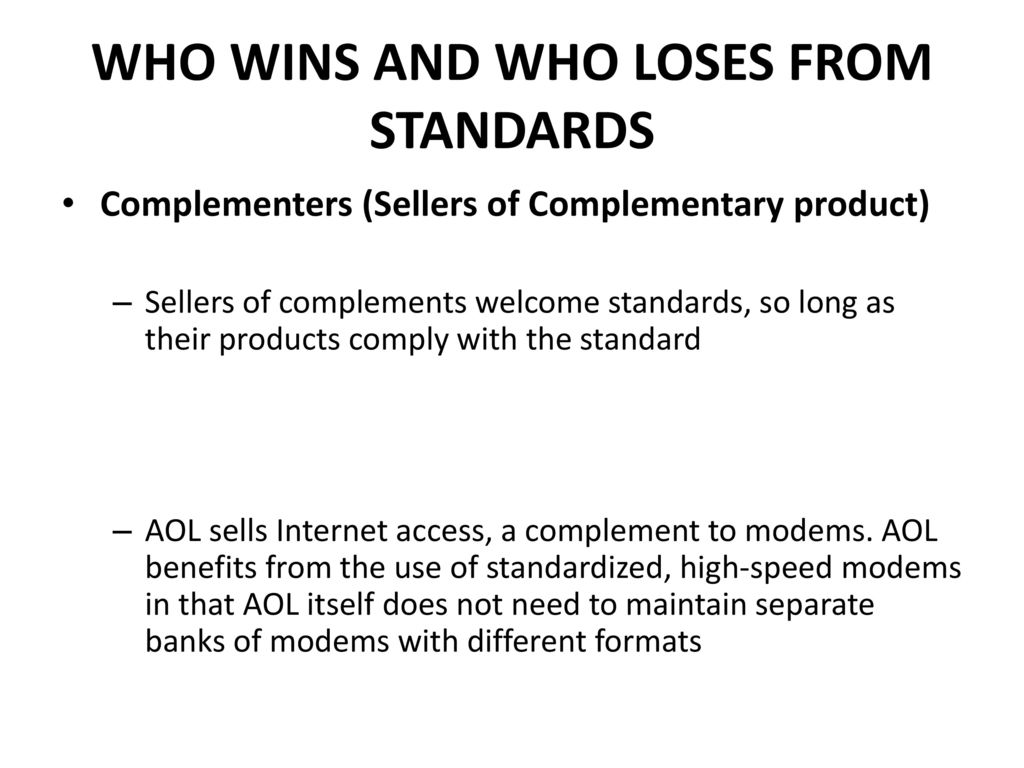 WHO WINS AND WHO LOSES FROM
STANDARDS
• Complementers (Sellers of Complementary product)
– Sellers of complements welcome standards, so long as
their products comply with the standard
– AOL sells Internet access, a complement to modems. AOL
benefits from the use of standardized, high-speed modems
in that AOL itself does not need to maintain separate
banks of modems with different formats